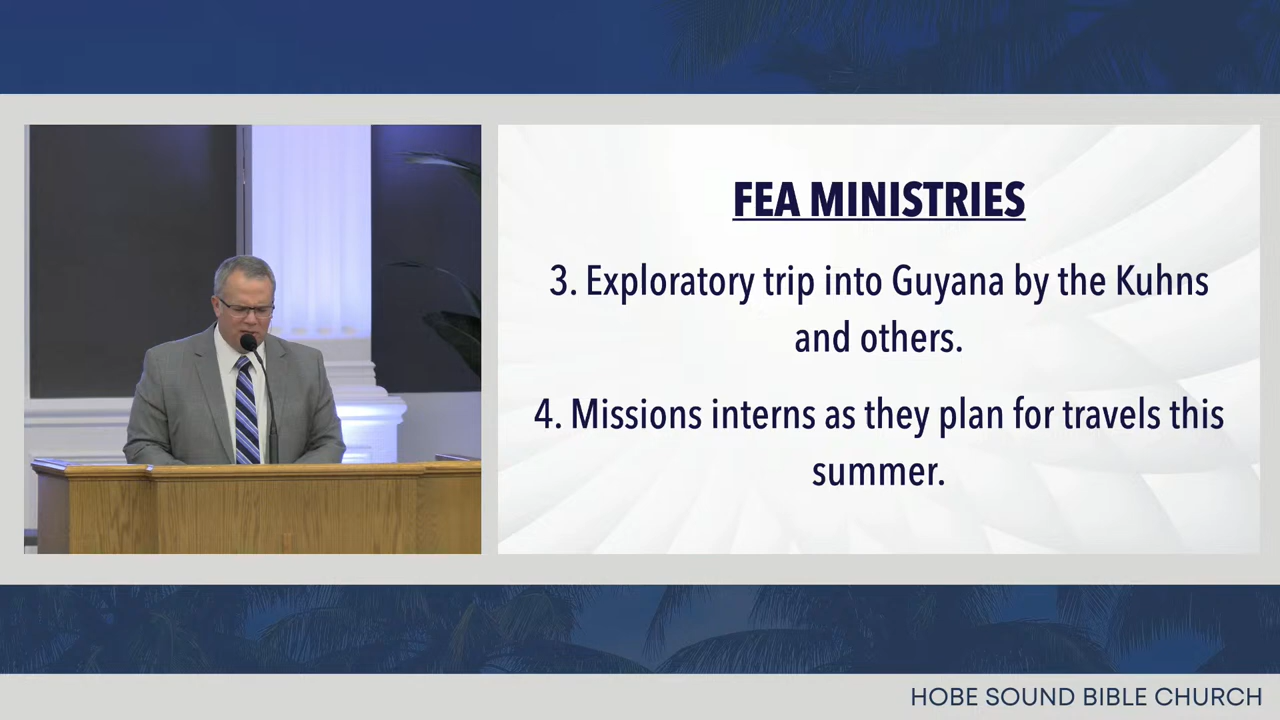 FEA MINISTRIES
3. Exploratory trip into Guyana by the Kuhns
and others.
4. Missions interns as they plan for travels this
summer.
HOBE SOUND BIBLE CHURCH